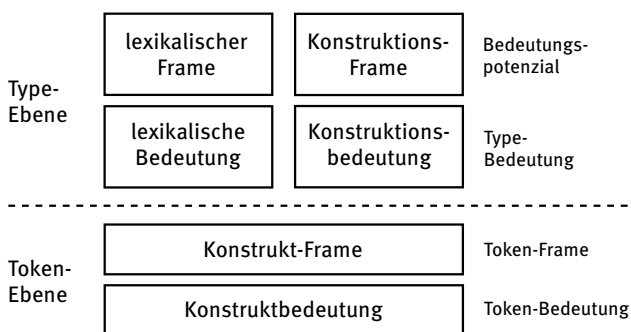 Type-
Ebene
lexikalischer
Frame
Konstruktions-
Frame
Bedeutungs-
potenzial
lexikalische
Bedeutung
Konstruktions-
bedeutung
Type-
Bedeutung
Token-
Ebene
Konstrukt-Frame
Token-Frame
Konstruktbedeutung
Token-Bedeutung